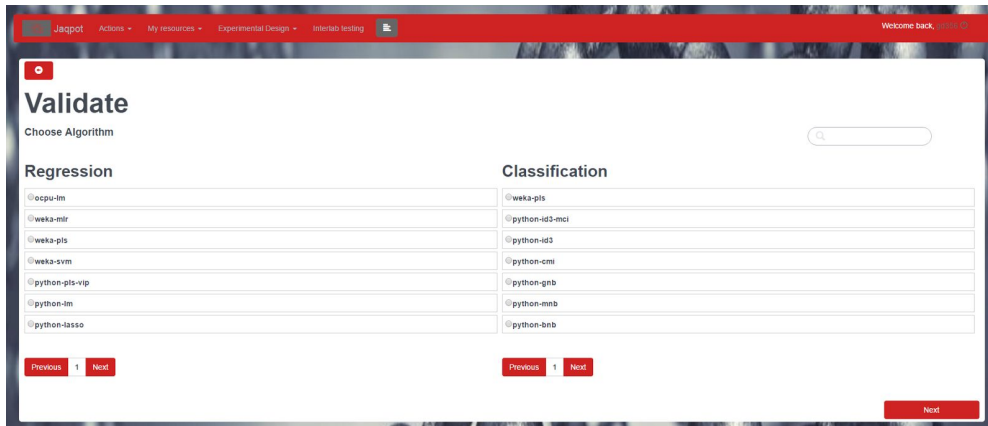 Jaqpot Actions My resources Experimental Design Interlab testing Welcome back,
Validate
Choose Algorithm
Regression
ocpu-lm
weka-mlr
weka-pls
weka-svm
python-pls-vip
python-lm
python-lasso
Previous 1 Next
Classification
weka-pls
python-id3-mci
python-id3
python-cmi
python-gnb
python-mnb
python-bnb
Previous 1 Next
Next